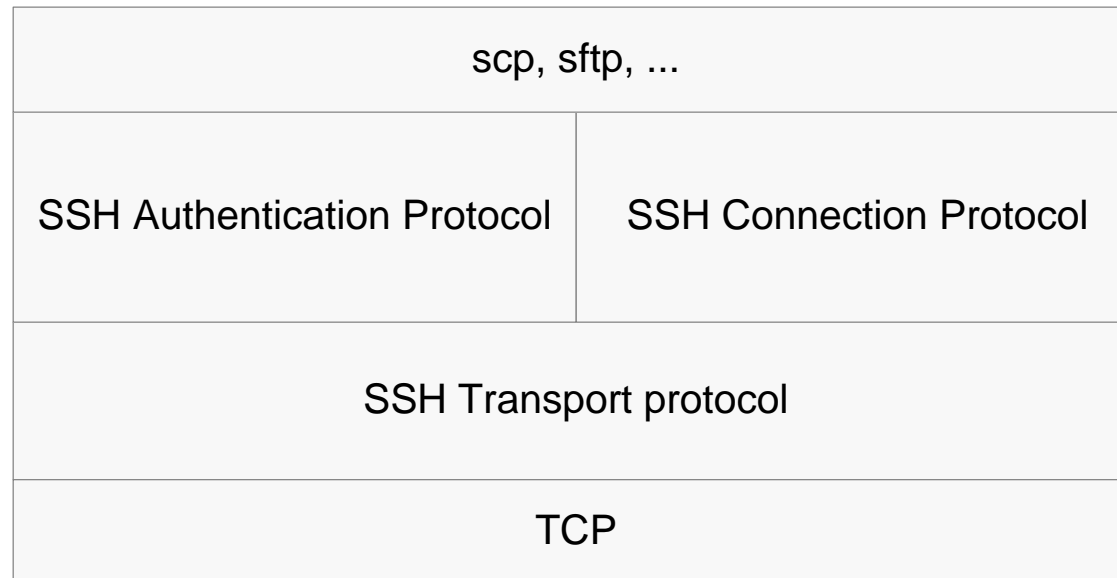 scp, sftp, ...
SSH Authentication Protocol
SSH Connection Protocol
SSH Transport protocol
TCP